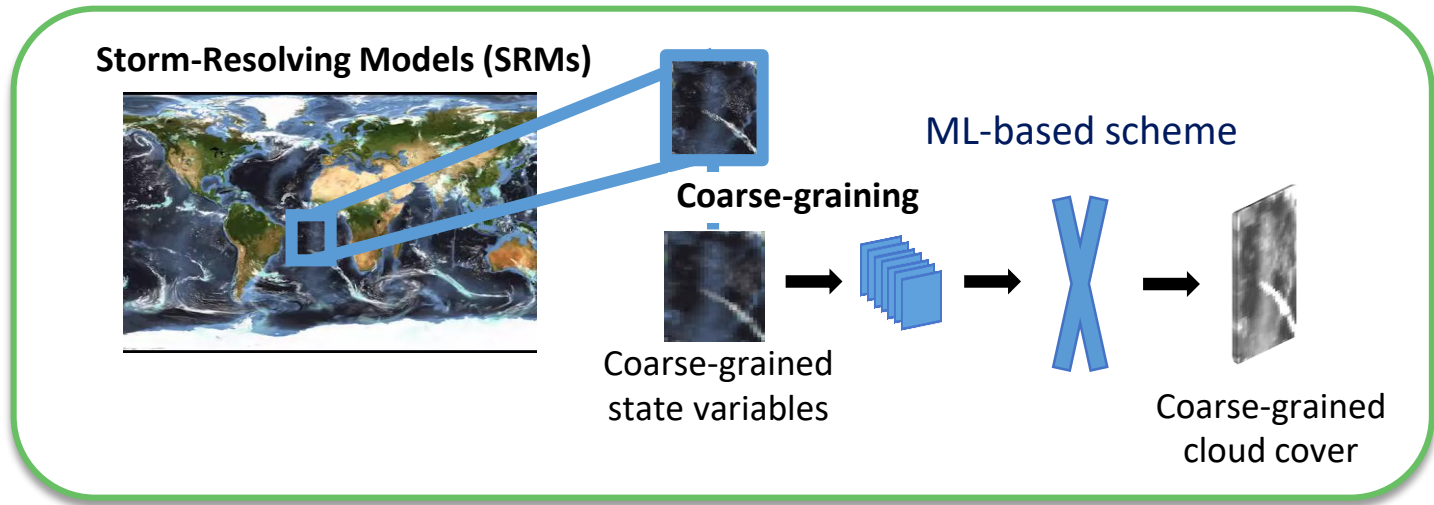 Storm-Resolving Models (SRMs)
ML-based scheme
Coarse-graining
Coarse-grained
state variables
Coarse-grained
cloud cover